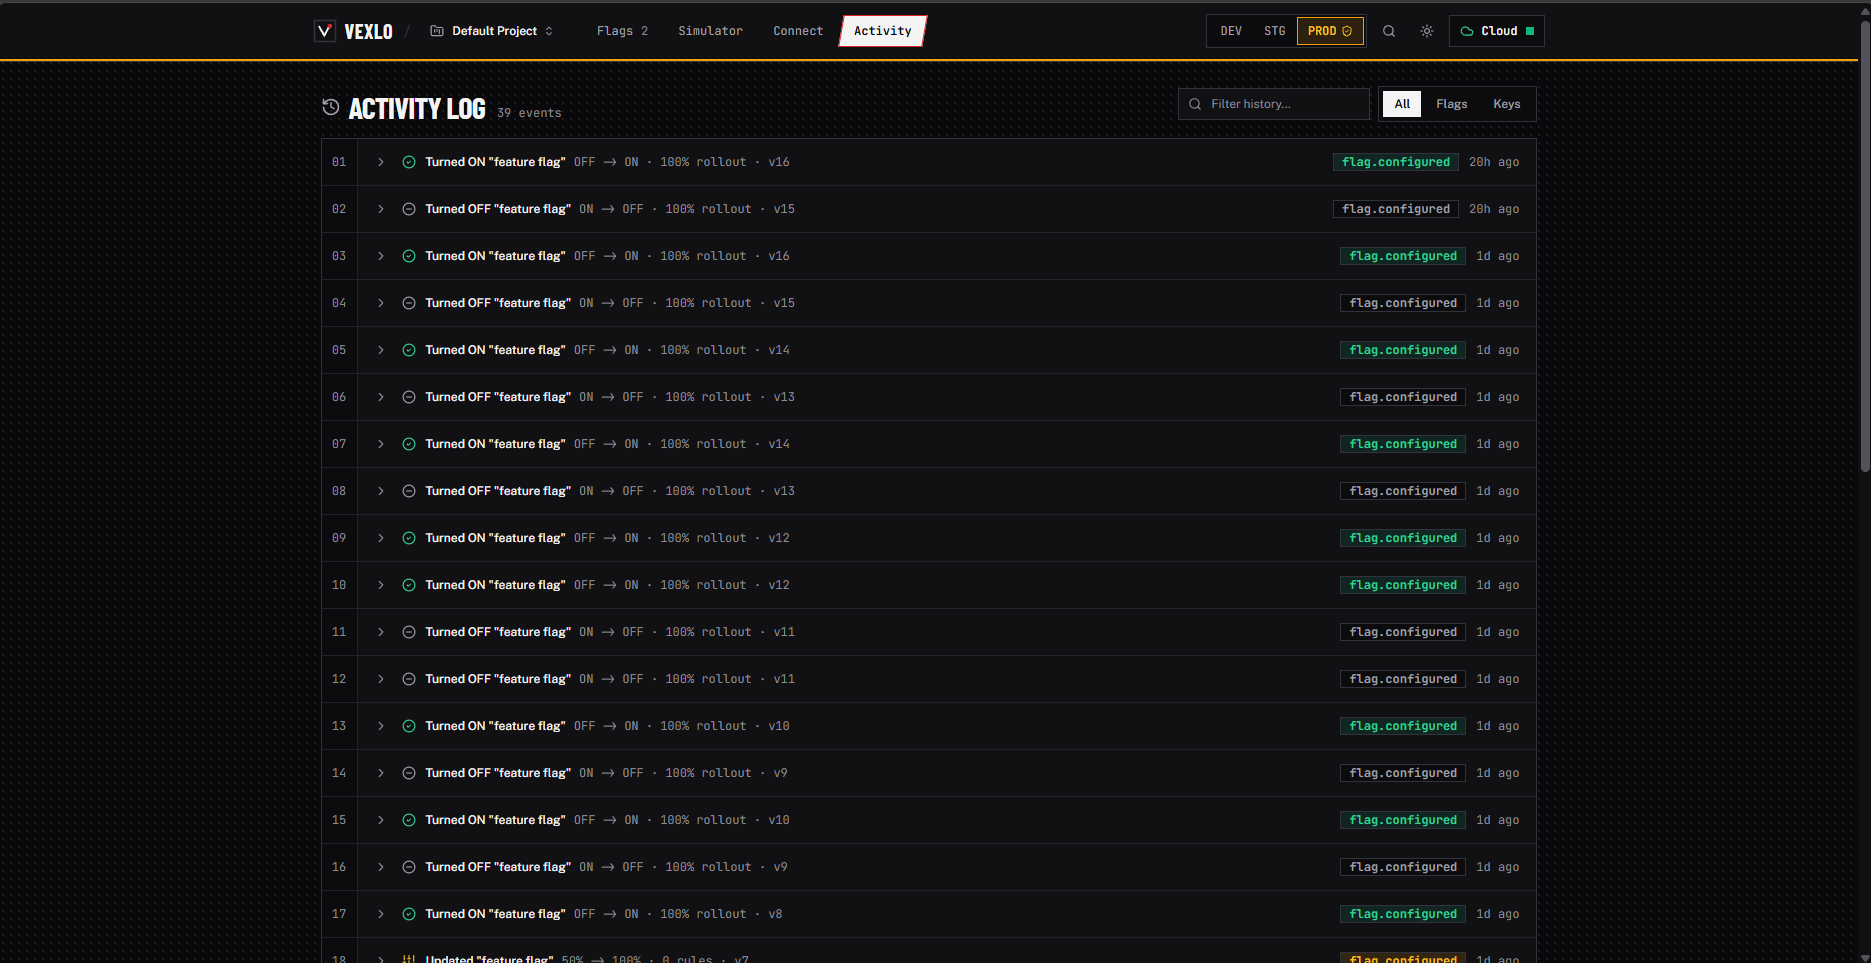 VEXLO / Default Project Flags 2 Simulator Connect Activity DEV STG PROD Cloud
ACTIVITY LOG 39 events Filter history... All Flags Keys
01 Turned ON "feature flag" OFF → ON · 100% rollout · v16 flag.configured 20h ago
02 Turned OFF "feature flag" ON → OFF · 100% rollout · v15 flag.configured 20h ago
03 Turned ON "feature flag" OFF → ON · 100% rollout · v16 flag.configured 1d ago
04 Turned OFF "feature flag" ON → OFF · 100% rollout · v15 flag.configured 1d ago
05 Turned ON "feature flag" OFF → ON · 100% rollout · v14 flag.configured 1d ago
06 Turned OFF "feature flag" ON → OFF · 100% rollout · v13 flag.configured 1d ago
07 Turned ON "feature flag" OFF → ON · 100% rollout · v14 flag.configured 1d ago
08 Turned OFF "feature flag" ON → OFF · 100% rollout · v13 flag.configured 1d ago
09 Turned ON "feature flag" OFF → ON · 100% rollout · v12 flag.configured 1d ago
10 Turned ON "feature flag" OFF → ON · 100% rollout · v12 flag.configured 1d ago
11 Turned OFF "feature flag" ON → OFF · 100% rollout · v11 flag.configured 1d ago
12 Turned OFF "feature flag" ON → OFF · 100% rollout · v11 flag.configured 1d ago
13 Turned ON "feature flag" OFF → ON · 100% rollout · v10 flag.configured 1d ago
14 Turned OFF "feature flag" ON → OFF · 100% rollout · v9 flag.configured 1d ago
15 Turned ON "feature flag" OFF → ON · 100% rollout · v10 flag.configured 1d ago
16 Turned OFF "feature flag" ON → OFF · 100% rollout · v9 flag.configured 1d ago
17 Turned ON "feature flag" OFF → ON · 100% rollout · v8 flag.configured 1d ago
18 Updated "feature flag" 50% → 100% · 0 rules · v7 flag.configured 1d ago